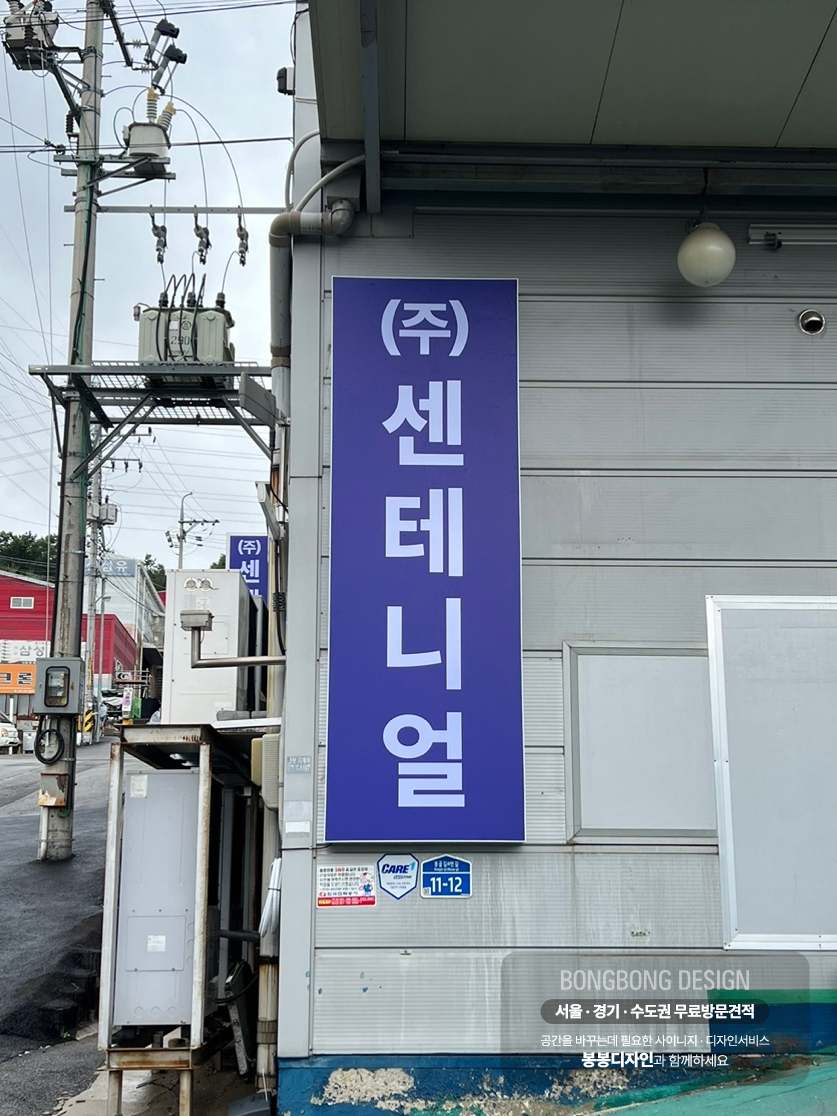 (주)
센
테
니
얼
(주)
센
CARE
11-12
삼성
BONGBONG DESIGN
서울 · 경기 · 수도권 무료방문견적
공간을 바꾸는데 필요한 사이니지 · 디자인서비스
봉봉디자인과 함께하세요